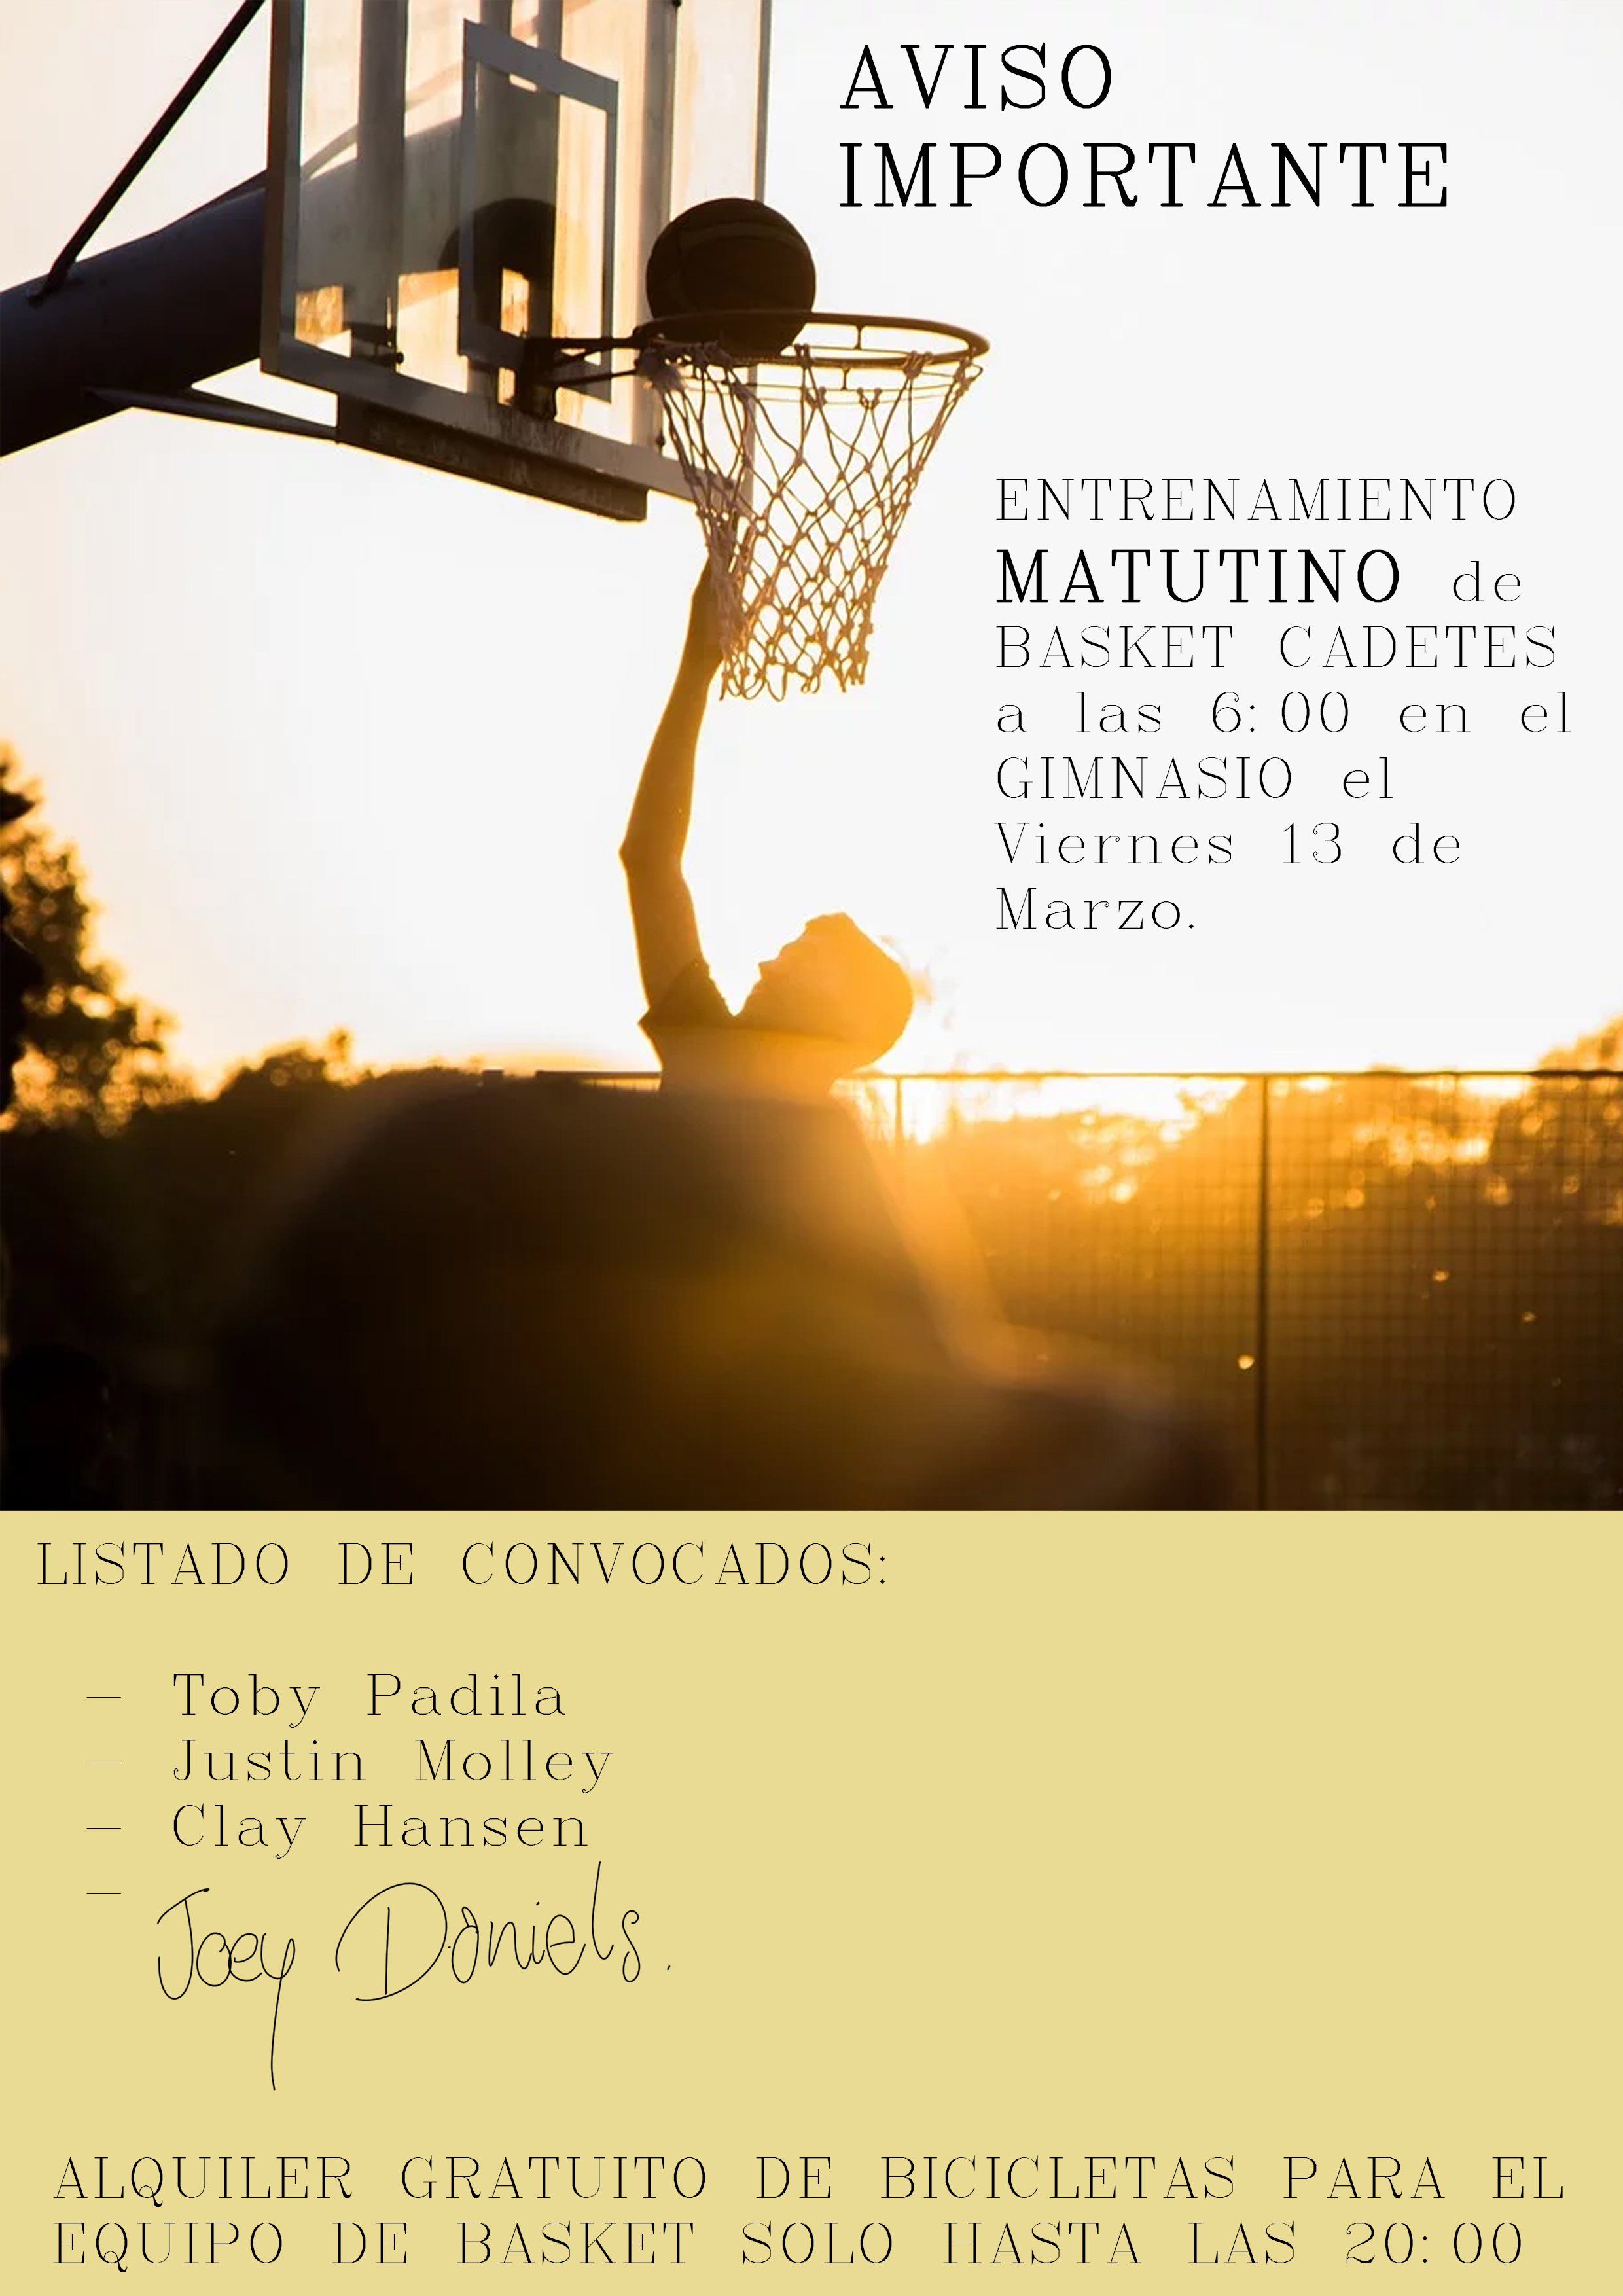 AVISO
IMPORTANTE
ENTRENAMIENTO
MATUTINO de
BASKET CADETES
a las 6:00 en el
GIMNASIO el
Viernes 13 de
Marzo.
LISTADO DE CONVOCADOS:
— Toby Padila
— Justin Molley
— Clay Hansen
— Joey Daniels.
ALQUILER GRATUITO DE BICICLETAS PARA EL
EQUIPO DE BASKET SOLO HASTA LAS 20:00